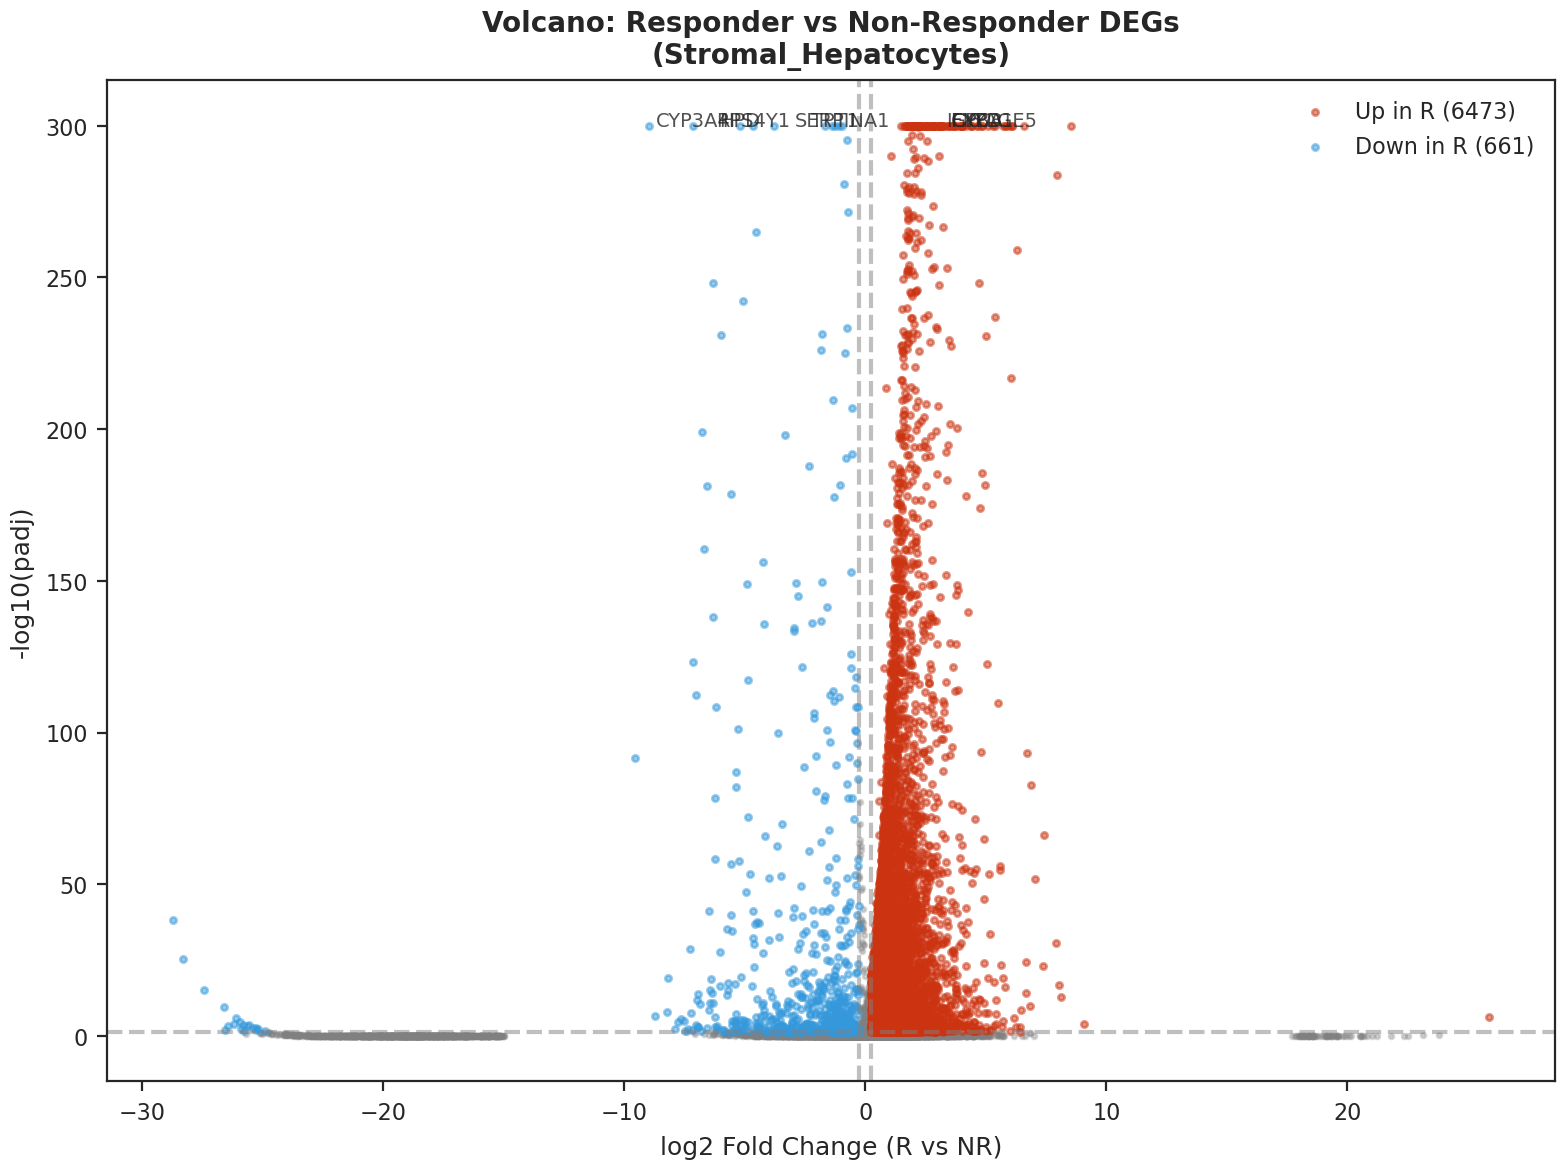 Volcano: Responder vs Non-Responder DEGs
(Stromal_Hepatocytes)
Up in R (6473)
Down in R (661)
RPS4Y1
SERPINA1
300
250
200
150
100
50
0
-log10(padj)
−30
−20
−10
0
10
20
log2 Fold Change (R vs NR)